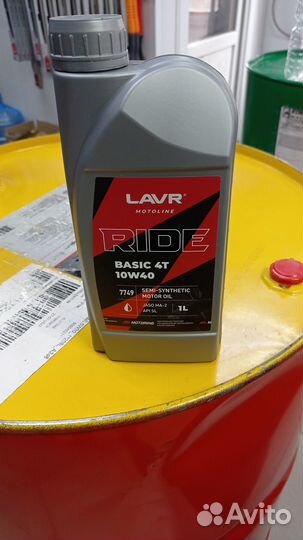 LAVR®
MOTOLINE
RIDE
BASIC 4T
10W40
7749
SEMI-SYNTHETIC
MOTOR OIL
JASO MA-2
API SL
1L
Avito